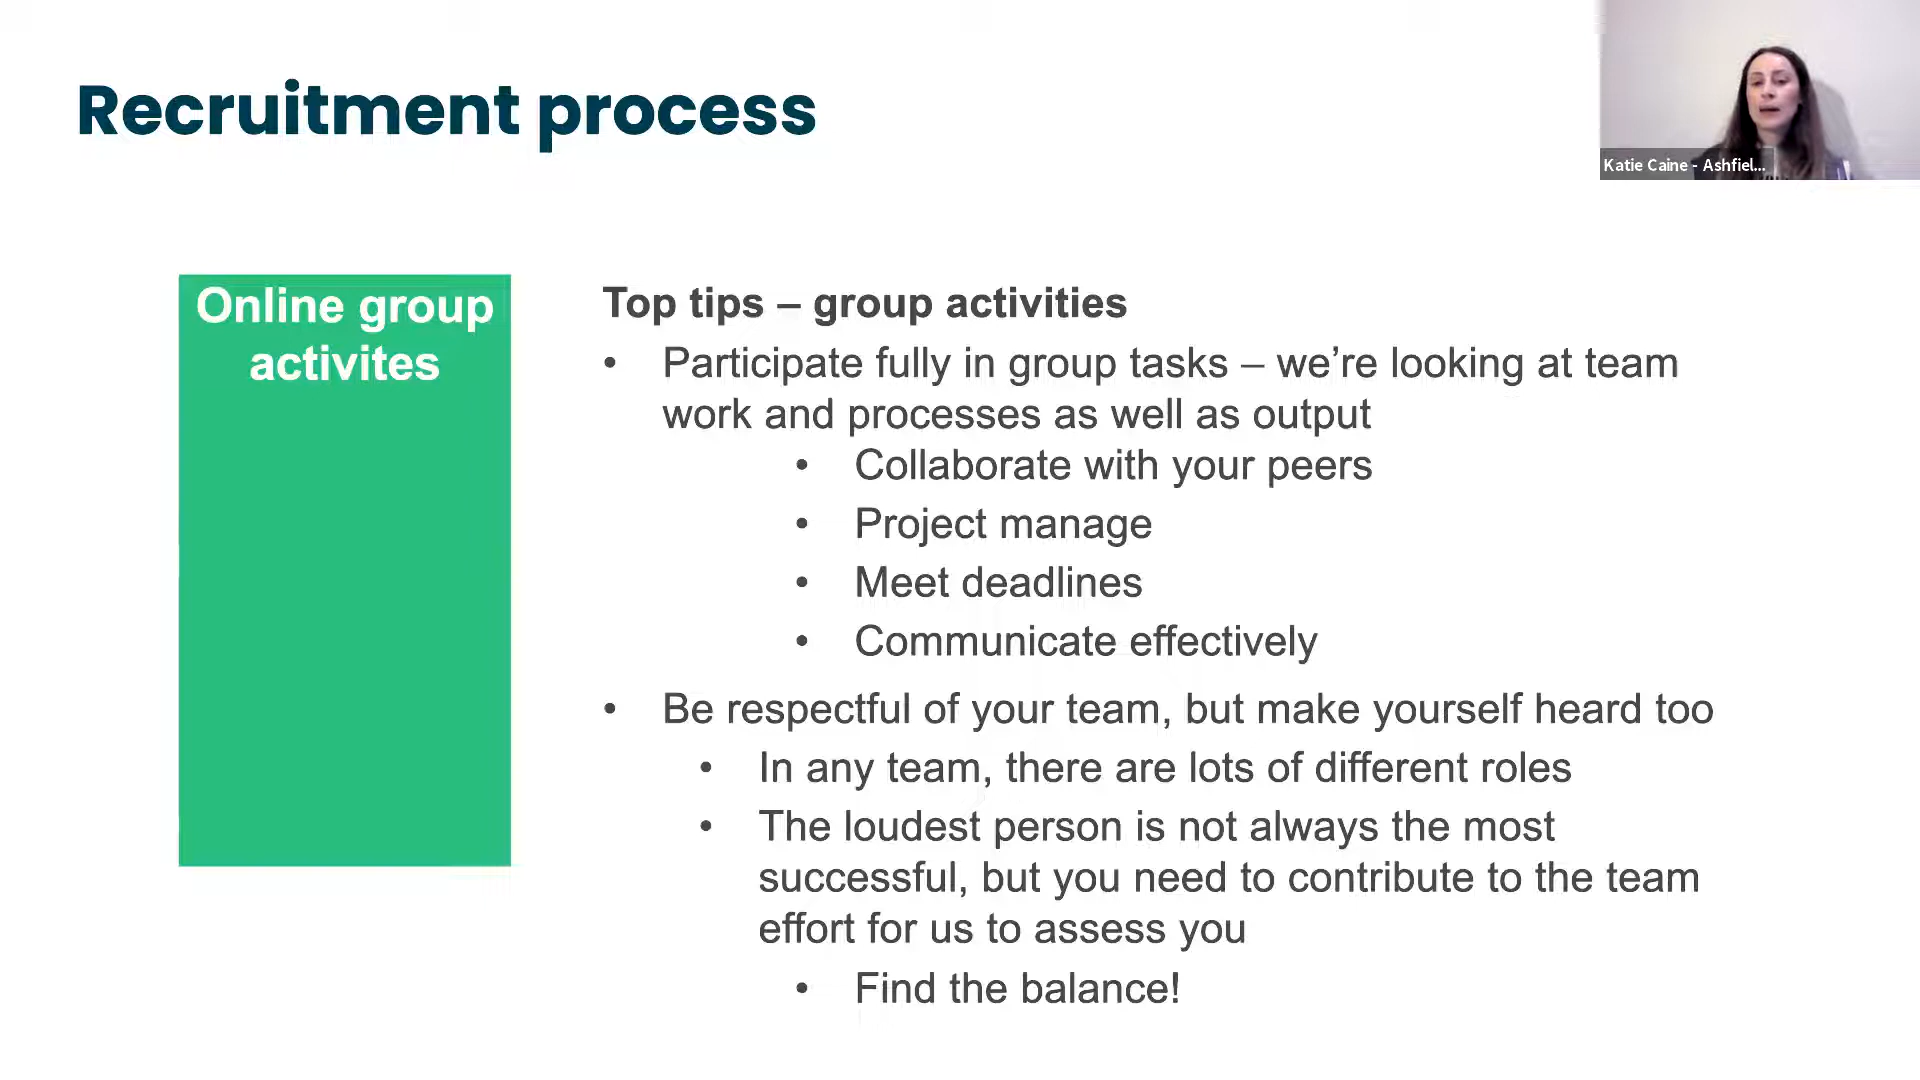 Recruitment process
Katie Caine - Ashfiel...
Online group
activites
Top tips – group activities
• Participate fully in group tasks – we’re looking at team
work and processes as well as output
• Collaborate with your peers
• Project manage
• Meet deadlines
• Communicate effectively
• Be respectful of your team, but make yourself heard too
• In any team, there are lots of different roles
• The loudest person is not always the most
successful, but you need to contribute to the team
effort for us to assess you
• Find the balance!